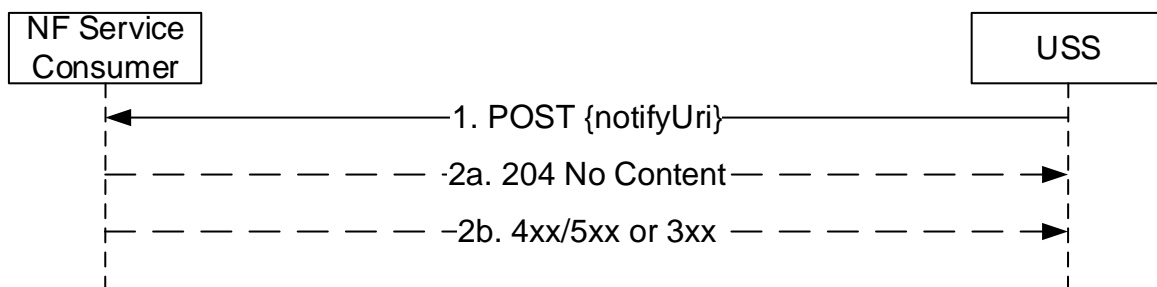 NF Service
Consumer
USS
1. POST {notifyUri}
2a. 204 No Content
2b. 4xx/5xx or 3xx